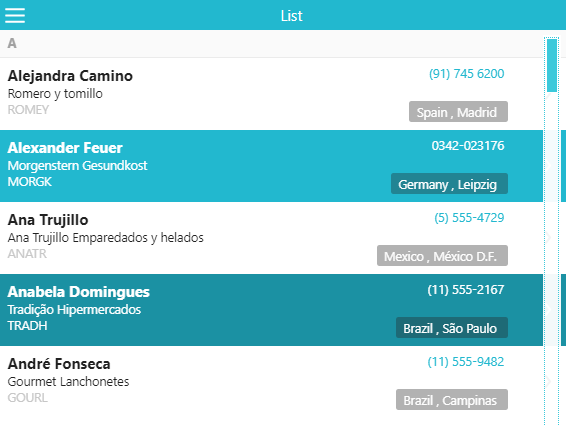 List
A
Alejandra Camino
(91) 745 6200
Romero y tomillo
ROMEY
Spain , Madrid
Alexander Feuer
0342-023176
Morgenstern Gesundkost
MORGK
Germany , Leipzig
Ana Trujillo
(5) 555-4729
Ana Trujillo Emparedados y helados
ANATR
Mexico , México D.F.
Anabela Domingues
(11) 555-2167
Tradição Hipermercados
TRADH
Brazil , São Paulo
André Fonseca
(11) 555-9482
Gourmet Lanchonetes
GOURL
Brazil , Campinas